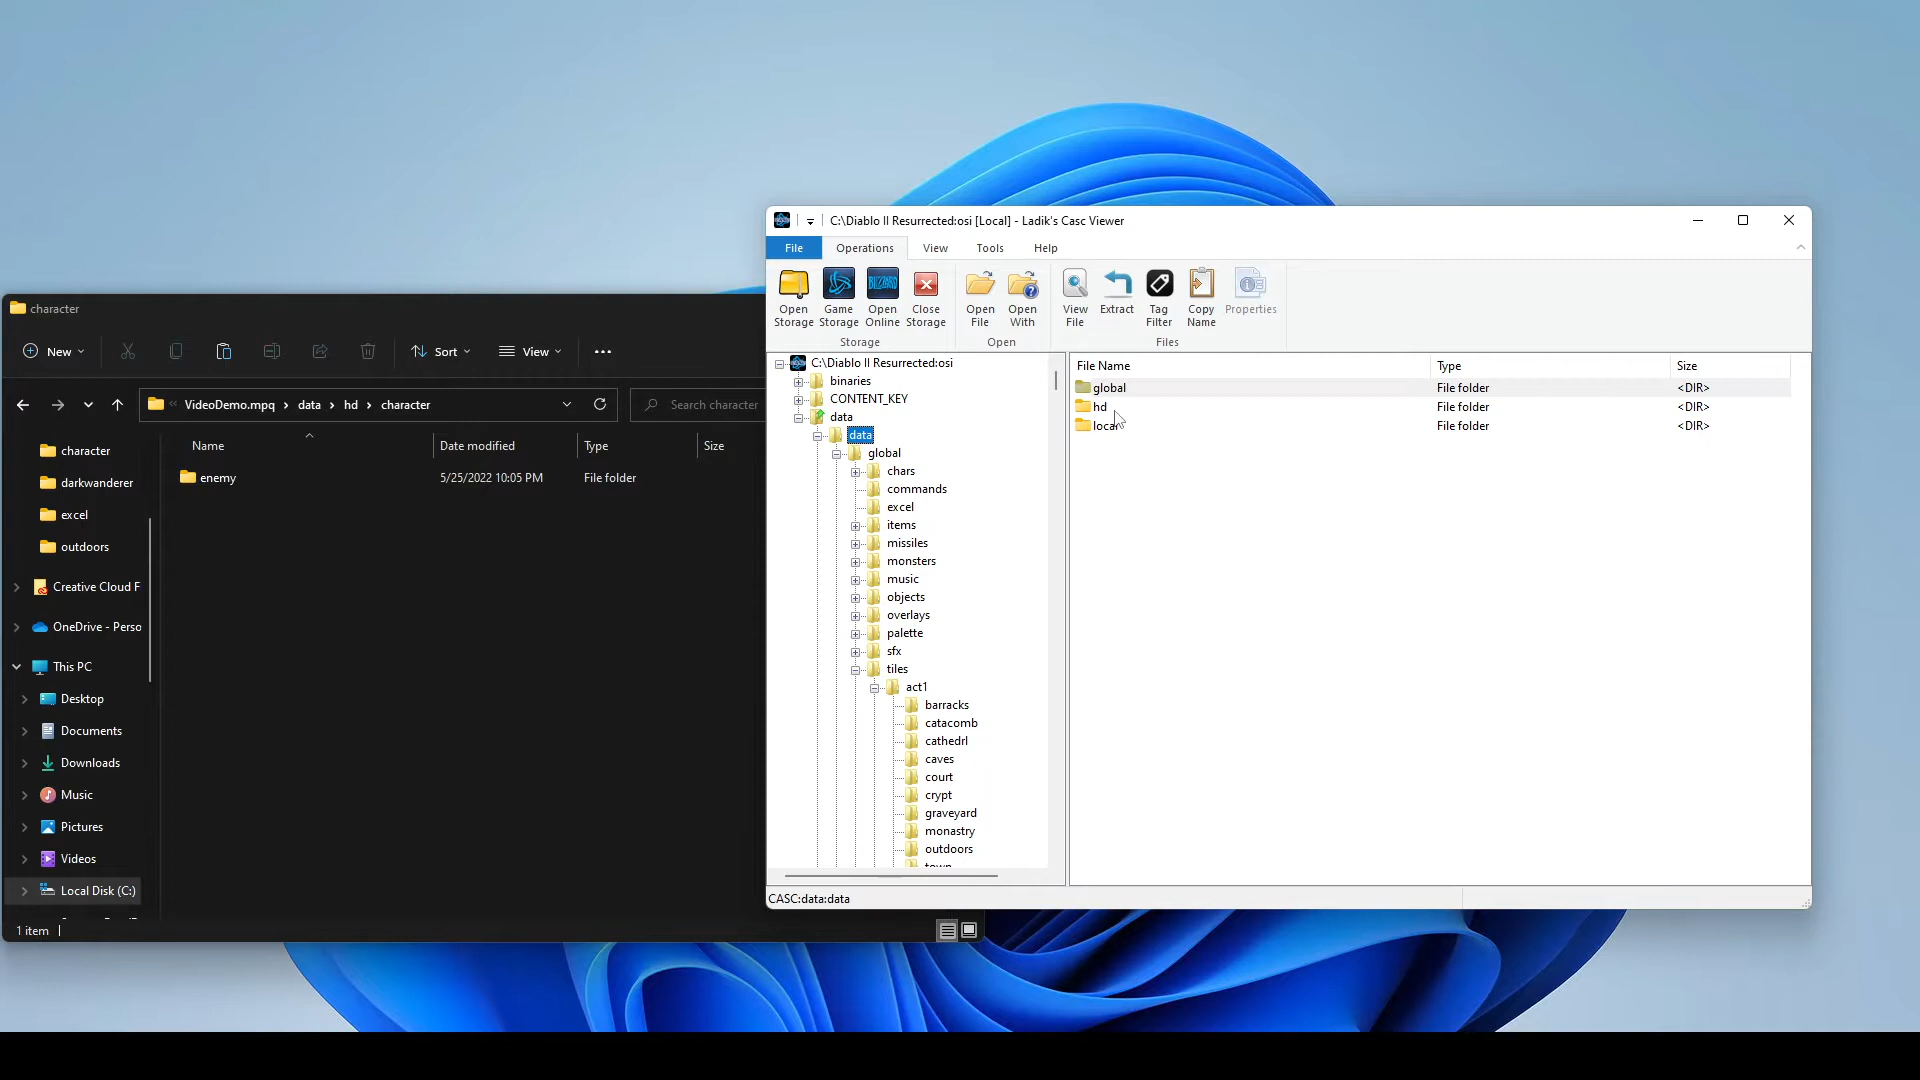 character
New
Sort
View
VideoDemo.mpq › data › hd › character
Search character
character
darkwanderer
excel
outdoors
Creative Cloud F
OneDrive - Perso
This PC
Desktop
Documents
Downloads
Music
Pictures
Videos
Local Disk (C:)
Name
Date modified
Type
Size
enemy
5/25/2022 10:05 PM
File folder
1 item
C:\Diablo II Resurrected:osi [Local] - Ladik's Casc Viewer
File
Operations
View
Tools
Help
Open
Storage
Game
Storage
Open
Online
Close
Storage
Storage
Open
File
Open
With
Open
View
File
Extract
Tag
Filter
Copy
Name
Properties
Files
C:\Diablo II Resurrected:osi
binaries
CONTENT_KEY
data
data
global
chars
commands
excel
items
missiles
monsters
music
objects
overlays
palette
sfx
tiles
act1
barracks
catacomb
cathedrl
caves
court
crypt
graveyard
monastry
outdoors
town
File Name
Type
Size
global
File folder
<DIR>
hd
File folder
<DIR>
local
File folder
<DIR>
CASC:data:data